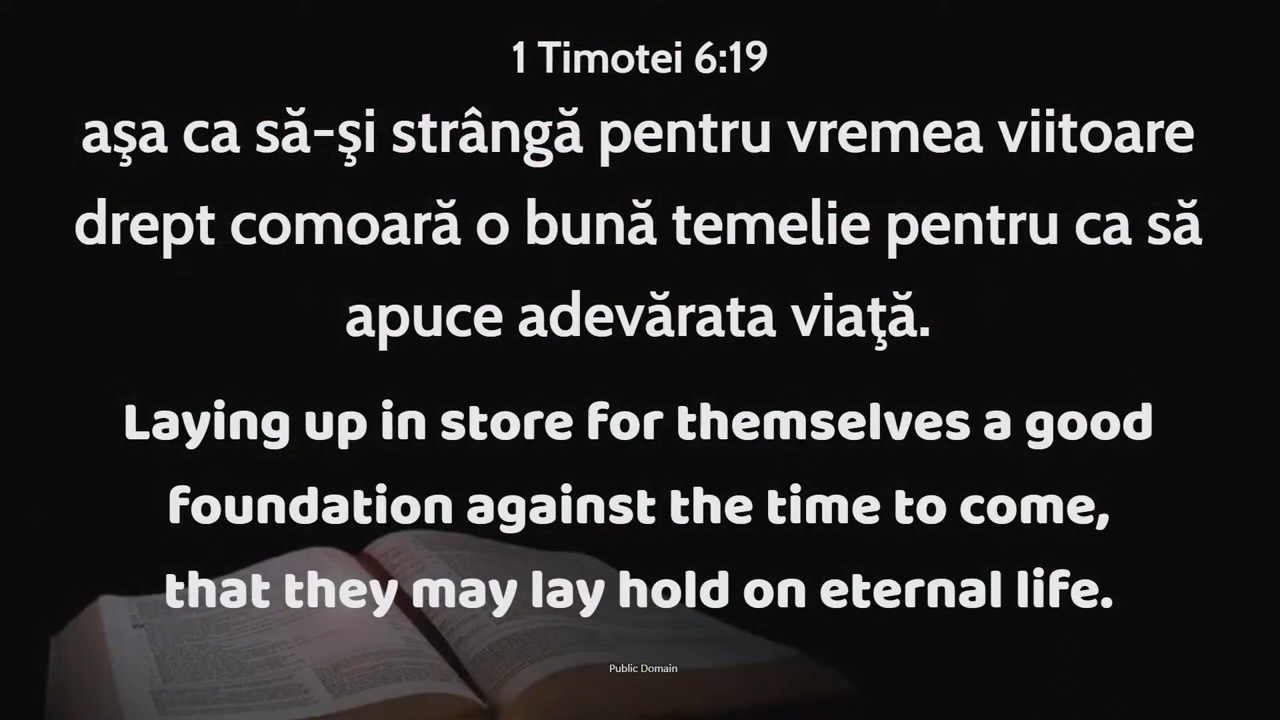 1 Timotei 6:19
aşa ca să-şi strângă pentru vremea viitoare
drept comoară o bună temelie pentru ca să
apuce adevărata viaţă.
Laying up in store for themselves a good
foundation against the time to come,
that they may lay hold on eternal life.
Public Domain